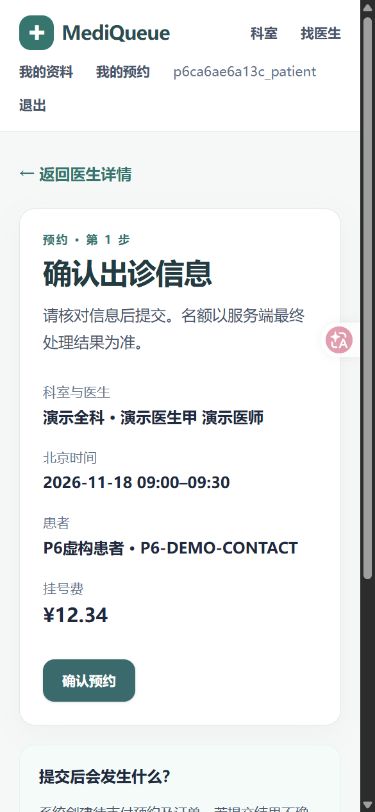 MediQueue
科室 找医生
我的资料 我的预约 p6ca6ae6a13c_patient
退出
← 返回医生详情
预约 · 第 1 步
确认出诊信息
请核对信息后提交。名额以服务端最终
处理结果为准。
科室与医生
演示全科 · 演示医生甲 演示医师
北京时间
2026-11-18 09:00–09:30
患者
P6虚构患者 · P6-DEMO-CONTACT
挂号费
¥12.34
确认预约
提交后会发生什么?